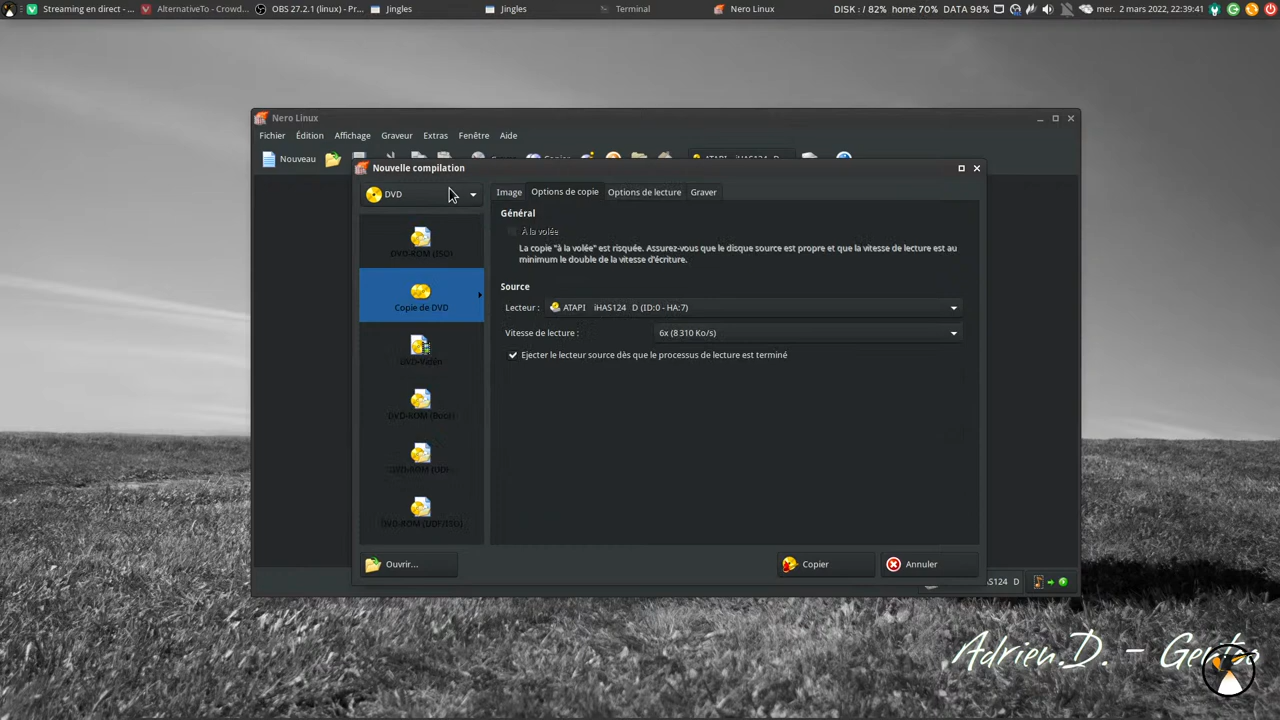 Streaming en direct - ...
AlternativeTo - Crowd...
OBS 27.2.1 (linux) - Pr...
Jingles
Jingles
Terminal
Nero Linux
DISK : / 82% home 70% DATA 98%
mer. 2 mars 2022, 22:39:41
Nero Linux
Fichier Édition Affichage Graveur Extras Fenêtre Aide
Nouveau
Nouvelle compilation
DVD
Image Options de copie Options de lecture Graver
DVD-ROM (ISO)
Copie de DVD
DVD-Vidéo
DVD-ROM (Boot)
DVD-ROM (UDF/ISO)
Général
À la volée
La copie "à la volée" est risquée. Assurez-vous que le disque source est propre et que la vitesse de lecture est au
minimum le double de la vitesse d'écriture.
Source
Lecteur : ATAPI iHAS124 D (ID:0 - HA:7)
Vitesse de lecture : 6x (8 310 Ko/s)
Ejecter le lecteur source dès que le processus de lecture est terminé
Ouvrir...
Copier
Annuler
AS124 D
Adrien.D. - Gentoo